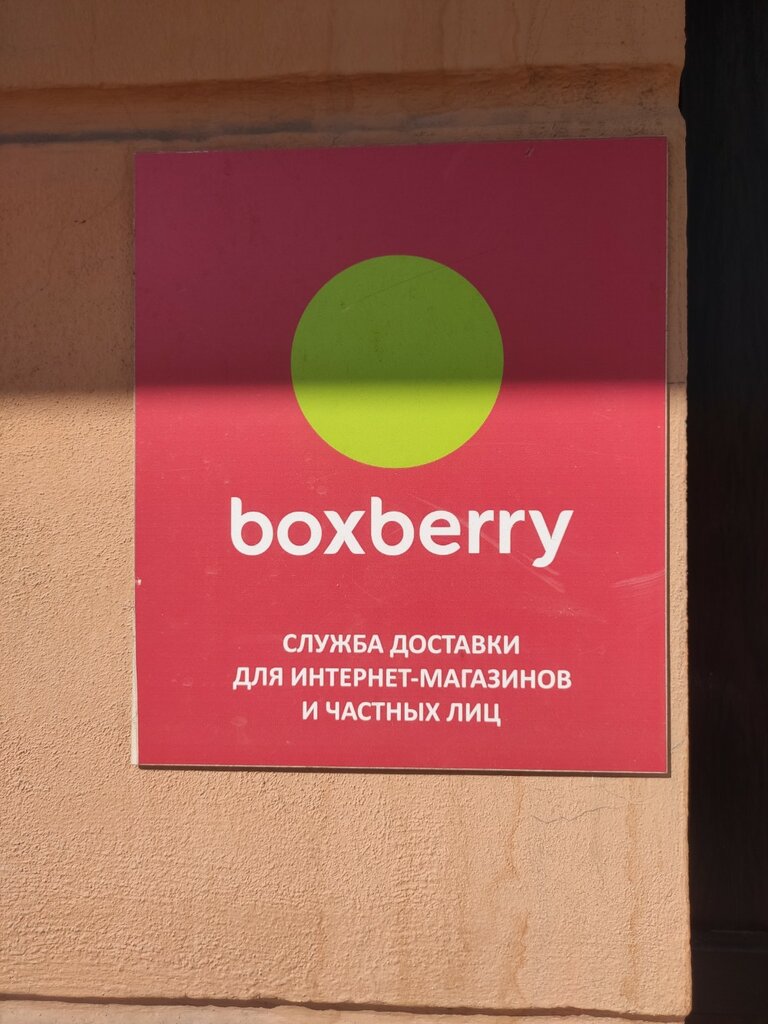 boxberry
СЛУЖБА ДОСТАВКИ
ДЛЯ ИНТЕРНЕТ-МАГАЗИНОВ
И ЧАСТНЫХ ЛИЦ